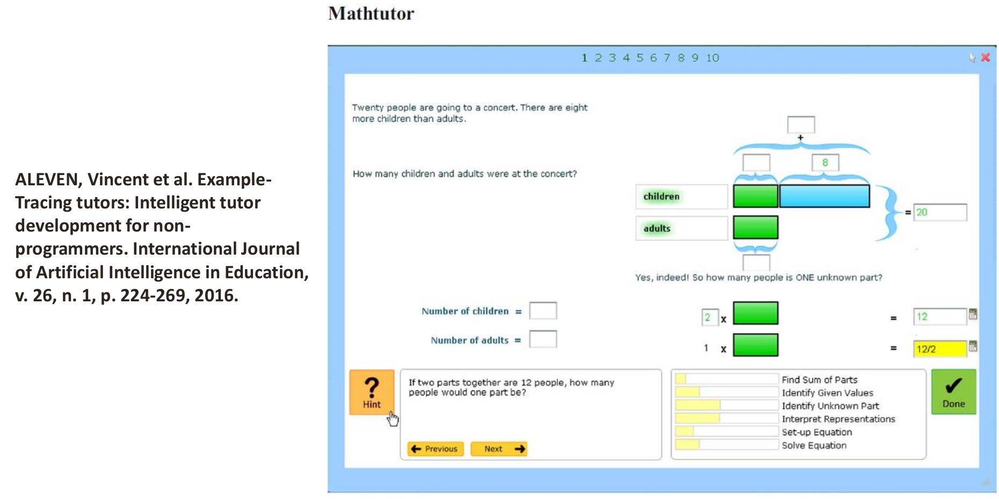 Mathtutor
ALEVEN, Vincent et al. Example-
Tracing tutors: Intelligent tutor
development for non-
programmers. International Journal
of Artificial Intelligence in Education,
v. 26, n. 1, p. 224-269, 2016.
1 2 3 4 5 6 7 8 9 10
Twenty people are going to a concert. There are eight
more children than adults.
How many children and adults were at the concert?
+
8
children
adults
= 20
Yes, indeed! So how many people is ONE unknown part?
Number of children =
Number of adults =
2 x = 12
1 x = 12/2
? Hint
If two parts together are 12 people, how many
people would one part be?
Previous
Next
Find Sum of Parts
Identify Given Values
Identify Unknown Part
Interpret Representations
Set-up Equation
Solve Equation
Done